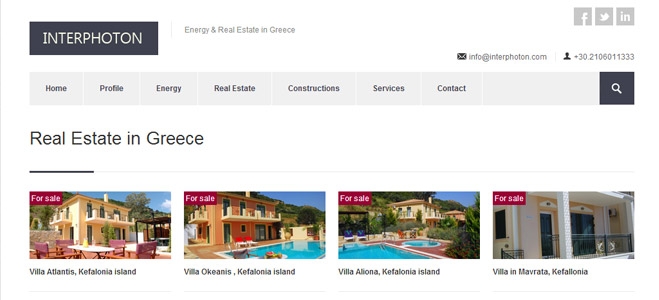 INTERPHOTON
Energy & Real Estate in Greece
info@interphoton.com
+30.2106011333
Home
Profile
Energy
Real Estate
Constructions
Services
Contact
Real Estate in Greece
For sale
For sale
For sale
For sale
Villa Atlantis, Kefalonia island
Villa Okeanis , Kefalonia island
Villa Aliona, Kefalonia island
Villa in Mavrata, Kefallonia